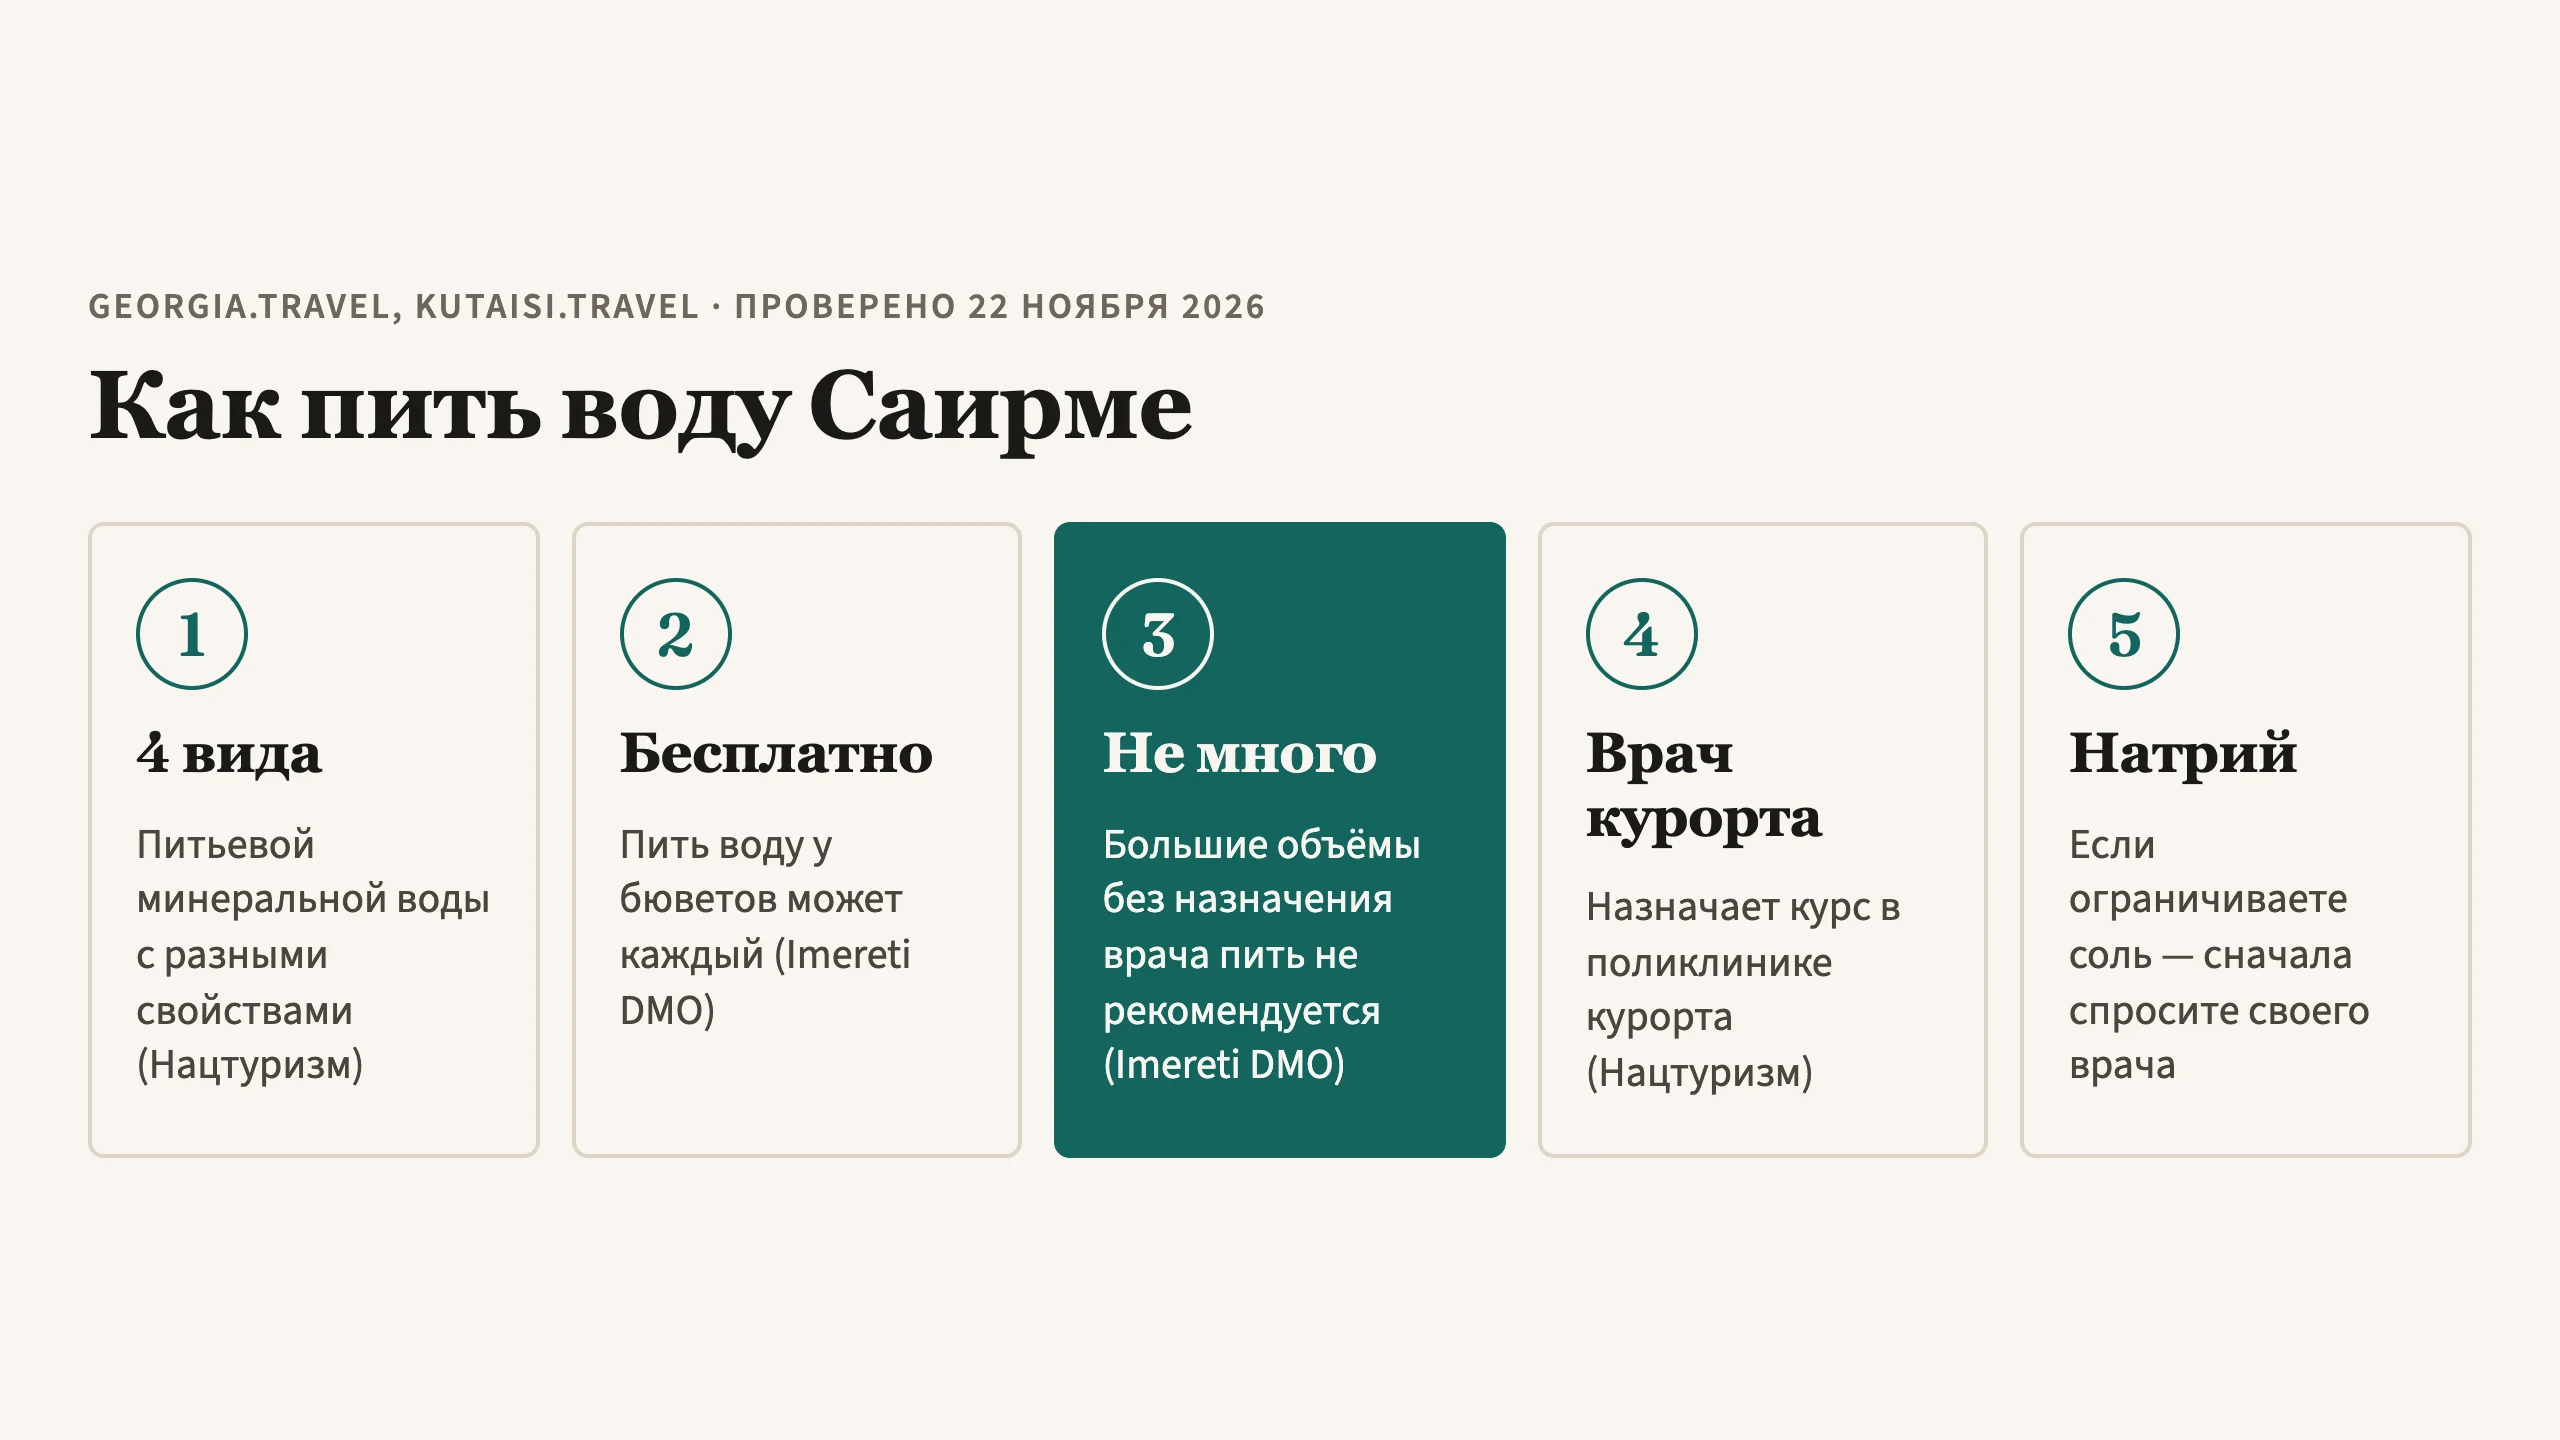 GEORGIA.TRAVEL, KUTAISI.TRAVEL · ПРОВЕРЕНО 22 НОЯБРЯ 2026
Как пить воду Саирме
1
4 вида
Питьевой
минеральной воды
с разными
свойствами
(Нацтуризм)
2
Бесплатно
Пить воду у
бюветов может
каждый (Imereti
DMO)
3
Не много
Большие объёмы
без назначения
врача пить не
рекомендуется
(Imereti DMO)
4
Врач
курорта
Назначает курс в
поликлинике
курорта
(Нацтуризм)
5
Натрий
Если
ограничиваете
соль — сначала
спросите своего
врача